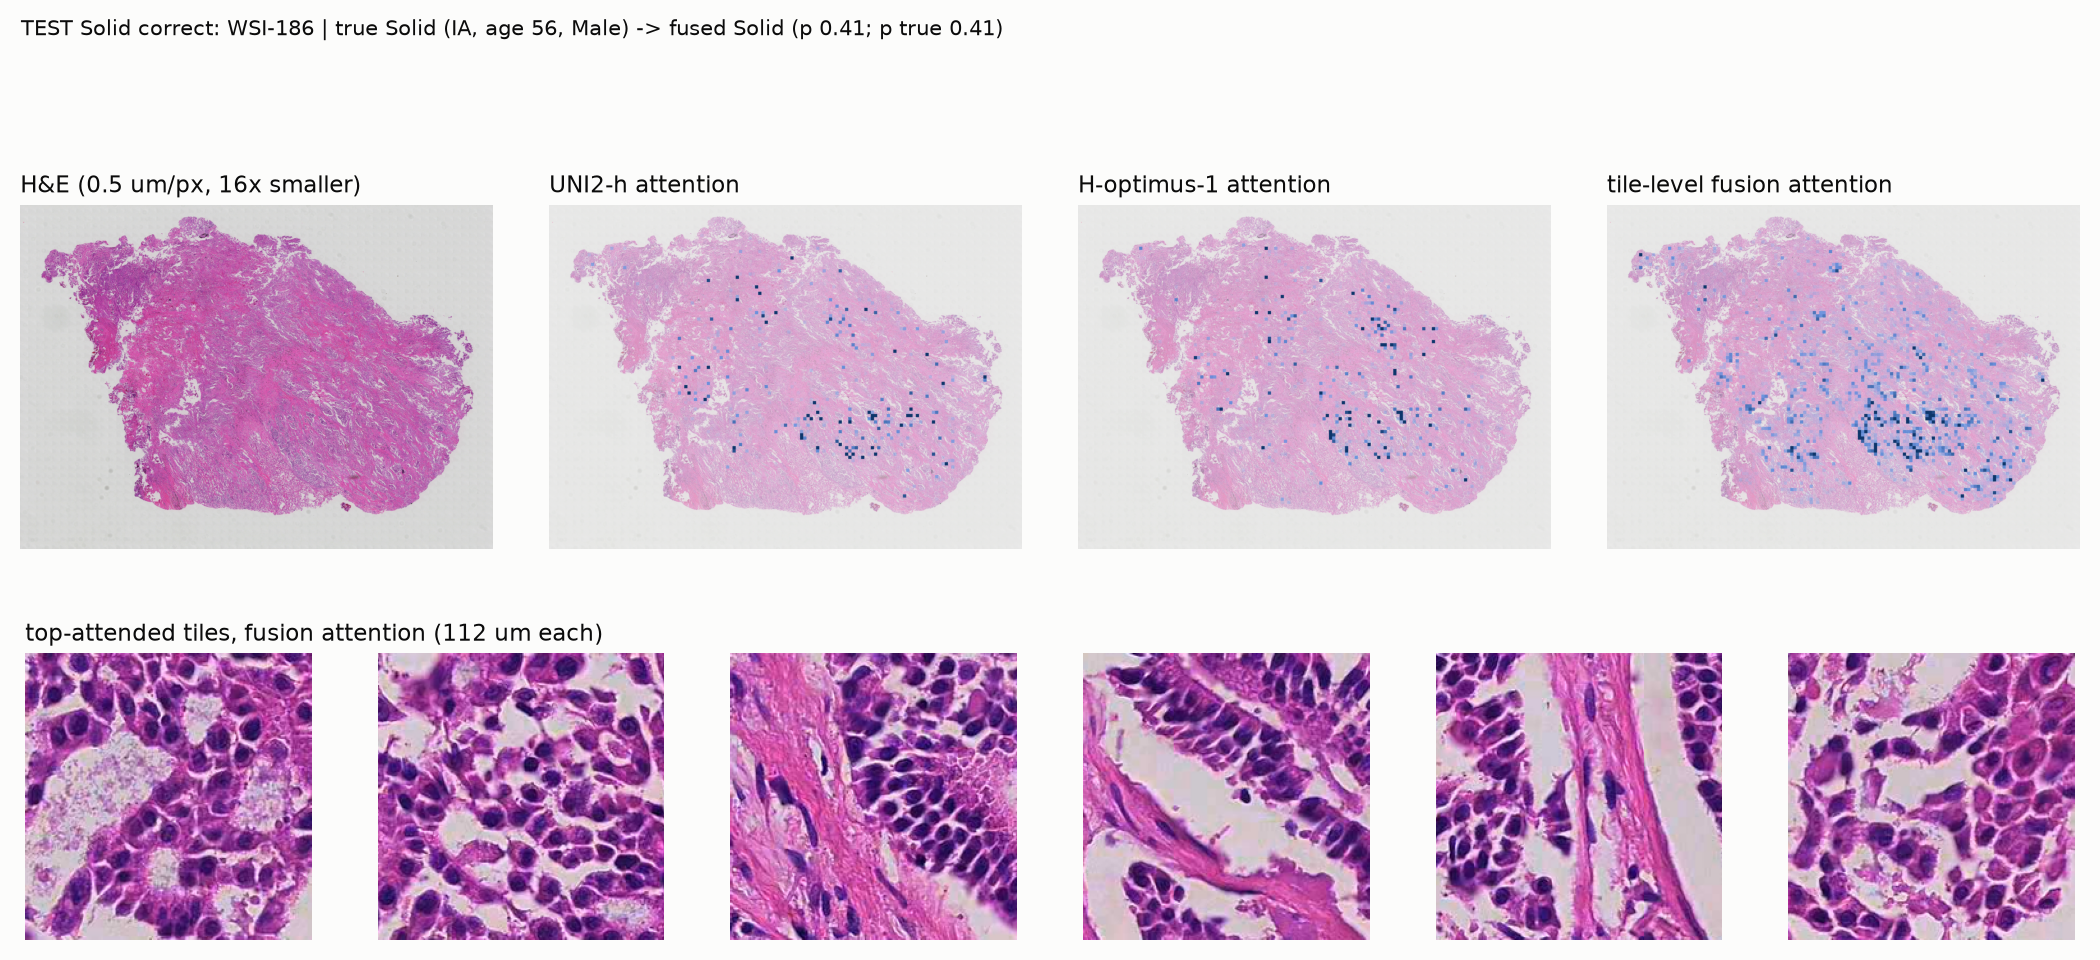 TEST Solid correct: WSI-186 | true Solid (IA, age 56, Male) -> fused Solid (p 0.41; p true 0.41)
H&E (0.5 um/px, 16x smaller)
UNI2-h attention
H-optimus-1 attention
tile-level fusion attention
top-attended tiles, fusion attention (112 um each)